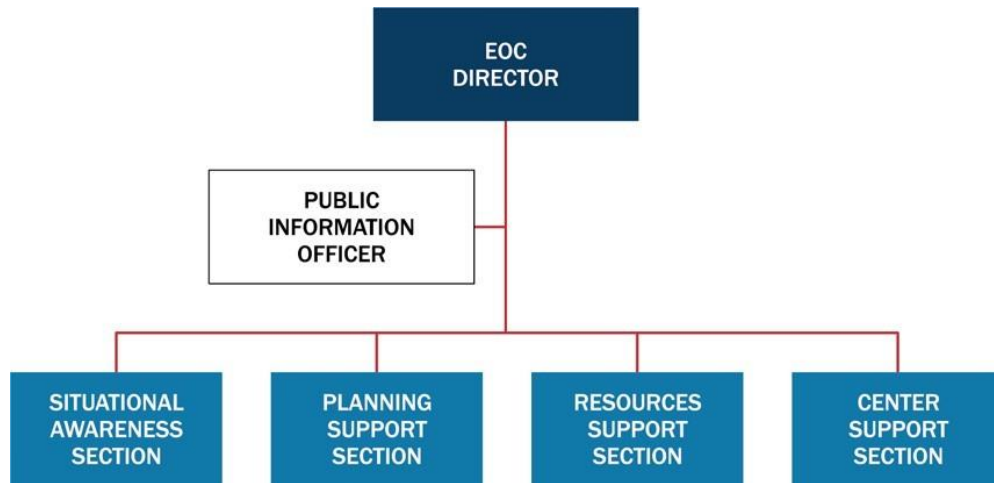 EOC
DIRECTOR
PUBLIC
INFORMATION
OFFICER
SITUATIONAL
AWARENESS
SECTION
PLANNING
SUPPORT
SECTION
RESOURCES
SUPPORT
SECTION
CENTER
SUPPORT
SECTION